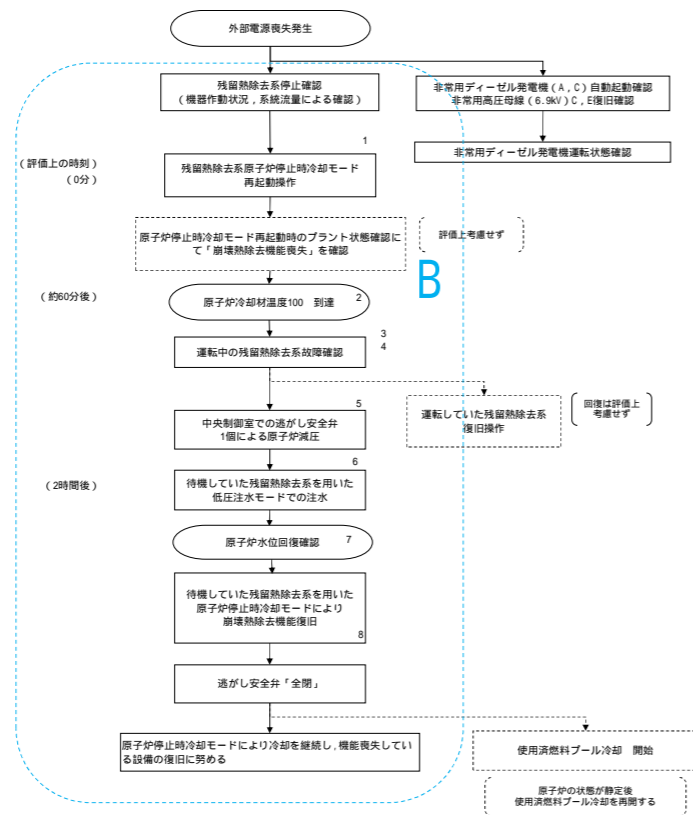 外部電源喪失発生
残留熱除去系停止確認
(機器作動状況,系統流量による確認)
非常用ディーゼル発電機(A,C)自動起動確認
非常用高圧母線(6.9kV)C,E復旧確認
1
(評価上の時刻)
(0分)
残留熱除去系原子炉停止時冷却モード
再起動操作
非常用ディーゼル発電機運転状態確認
原子炉停止時冷却モード再起動時のプラント状態確認に
て「崩壊熱除去機能喪失」を確認
評価上考慮せず
B
(約60分後)
原子炉冷却材温度100 到達
2
3
4
運転中の残留熱除去系故障確認
5
中央制御室での逃がし安全弁
1個による原子炉減圧
運転していた残留熱除去系
復旧操作
回復は評価上
考慮せず
6
(2時間後)
待機していた残留熱除去系を用いた
低圧注水モードでの注水
原子炉水位回復確認
7
待機していた残留熱除去系を用いた
原子炉停止時冷却モードにより
崩壊熱除去機能復旧
8
逃がし安全弁「全閉」
原子炉停止時冷却モードにより冷却を継続し,機能喪失してい
る設備の復旧に努める
使用済燃料プール冷却 開始
原子炉の状態が静定後
使用済燃料プール冷却を再開する